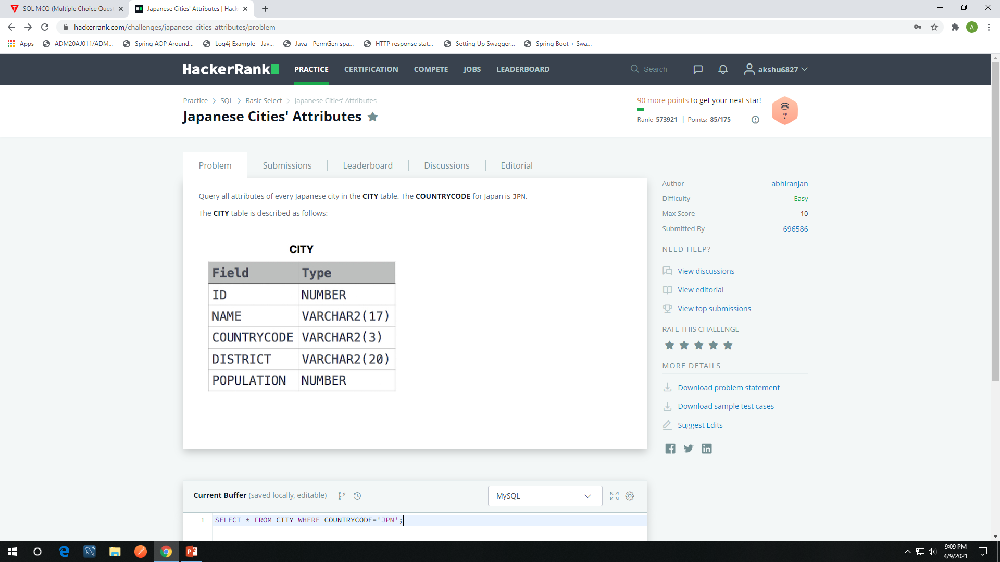 SQL MCQ (Multiple Choice Quest
Japanese Cities' Attributes | Hack
hackerrank.com/challenges/japanese-cities-attributes/problem
A
Apps
ADM20AJ011/ADM...
Spring AOP Around...
Log4j Example - Jav...
Java - PermGen spa...
HTTP response stat...
Setting Up Swagger...
Spring Boot + Swa...
HackerRank
PRACTICE
CERTIFICATION
COMPETE
JOBS
LEADERBOARD
Search
akshu6827
Practice > SQL > Basic Select > Japanese Cities' Attributes
Japanese Cities' Attributes
90 more points to get your next star!
Rank: 573921 | Points: 85/175
Sql
Problem
Submissions
Leaderboard
Discussions
Editorial
Query all attributes of every Japanese city in the CITY table. The COUNTRYCODE for Japan is JPN.
The CITY table is described as follows:
CITY
Field Type
ID NUMBER
NAME VARCHAR2(17)
COUNTRYCODE VARCHAR2(3)
DISTRICT VARCHAR2(20)
POPULATION NUMBER
Author abhiranjan
Difficulty Easy
Max Score 10
Submitted By 696586
NEED HELP?
View discussions
View editorial
View top submissions
RATE THIS CHALLENGE
MORE DETAILS
Download problem statement
Download sample test cases
Suggest Edits
Current Buffer (saved locally, editable)
MySQL
1 SELECT * FROM CITY WHERE COUNTRYCODE='JPN';
9:09 PM
4/9/2021